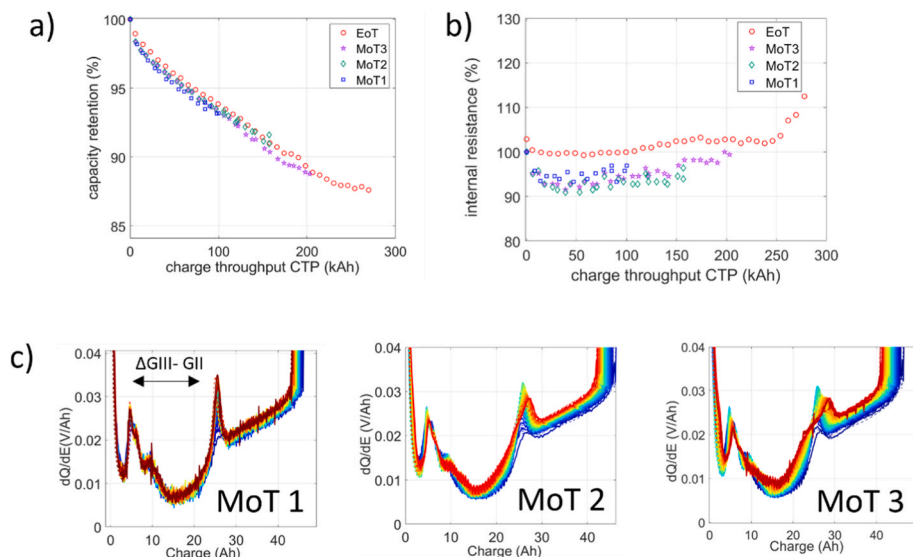 a)
100
95
90
85
0
100
200
300
capacity retention (%)
charge throughput CTP (kAh)
EoT
MoT3
MoT2
MoT1
b)
130
120
110
100
90
80
0
50
100
150
200
250
300
internal resistance (%)
charge throughput CTP (kAh)
EoT
MoT3
MoT2
MoT1
c)
0.04
0.03
0.02
0.01
0
0
10
20
30
40
dQ/dE(V/Ah)
Charge (Ah)
ΔGIII- GII
MoT 1
0.04
0.03
0.02
0.01
0
0
10
20
30
40
dQ/dE(V/Ah)
Charge (Ah)
MoT 2
0.04
0.03
0.02
0.01
0
0
10
20
30
40
dQ/dE(V/Ah)
Charge (Ah)
MoT 3